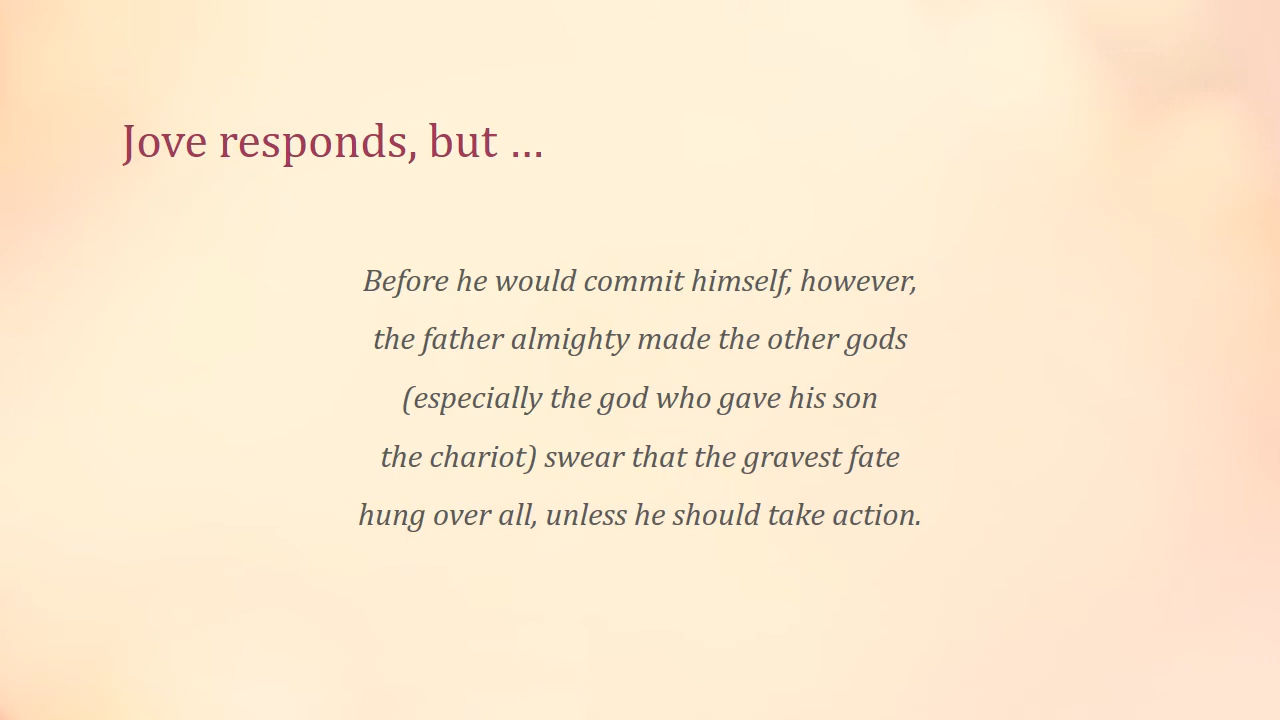 Jove responds, but …
Before he would commit himself, however,
the father almighty made the other gods
(especially the god who gave his son
the chariot) swear that the gravest fate
hung over all, unless he should take action.